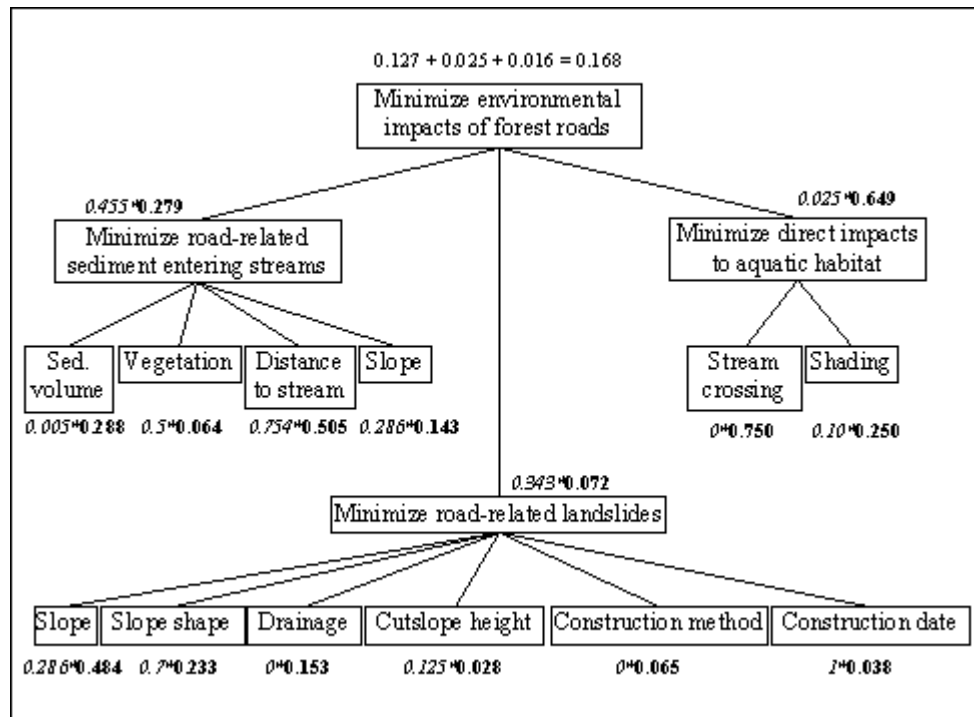 0.127 + 0.025 + 0.016 = 0.168
Minimize environmental
impacts of forest roads
0.455*0.279
Minimize road-related
sediment entering streams
0.025*0.649
Minimize direct impacts
to aquatic habitat
Sed.
volume
Vegetation
Distance
to stream
Slope
Stream
crossing
Shading
0.005*0.288
0.5*0.064
0.754*0.505
0.286*0.143
0*0.750
0.10*0.250
0.343*0.072
Minimize road-related landslides
Slope
Slope shape
Drainage
Cutslope height
Construction method
Construction date
0.286*0.484
0.7*0.233
0*0.153
0.125*0.028
0*0.065
1*0.038